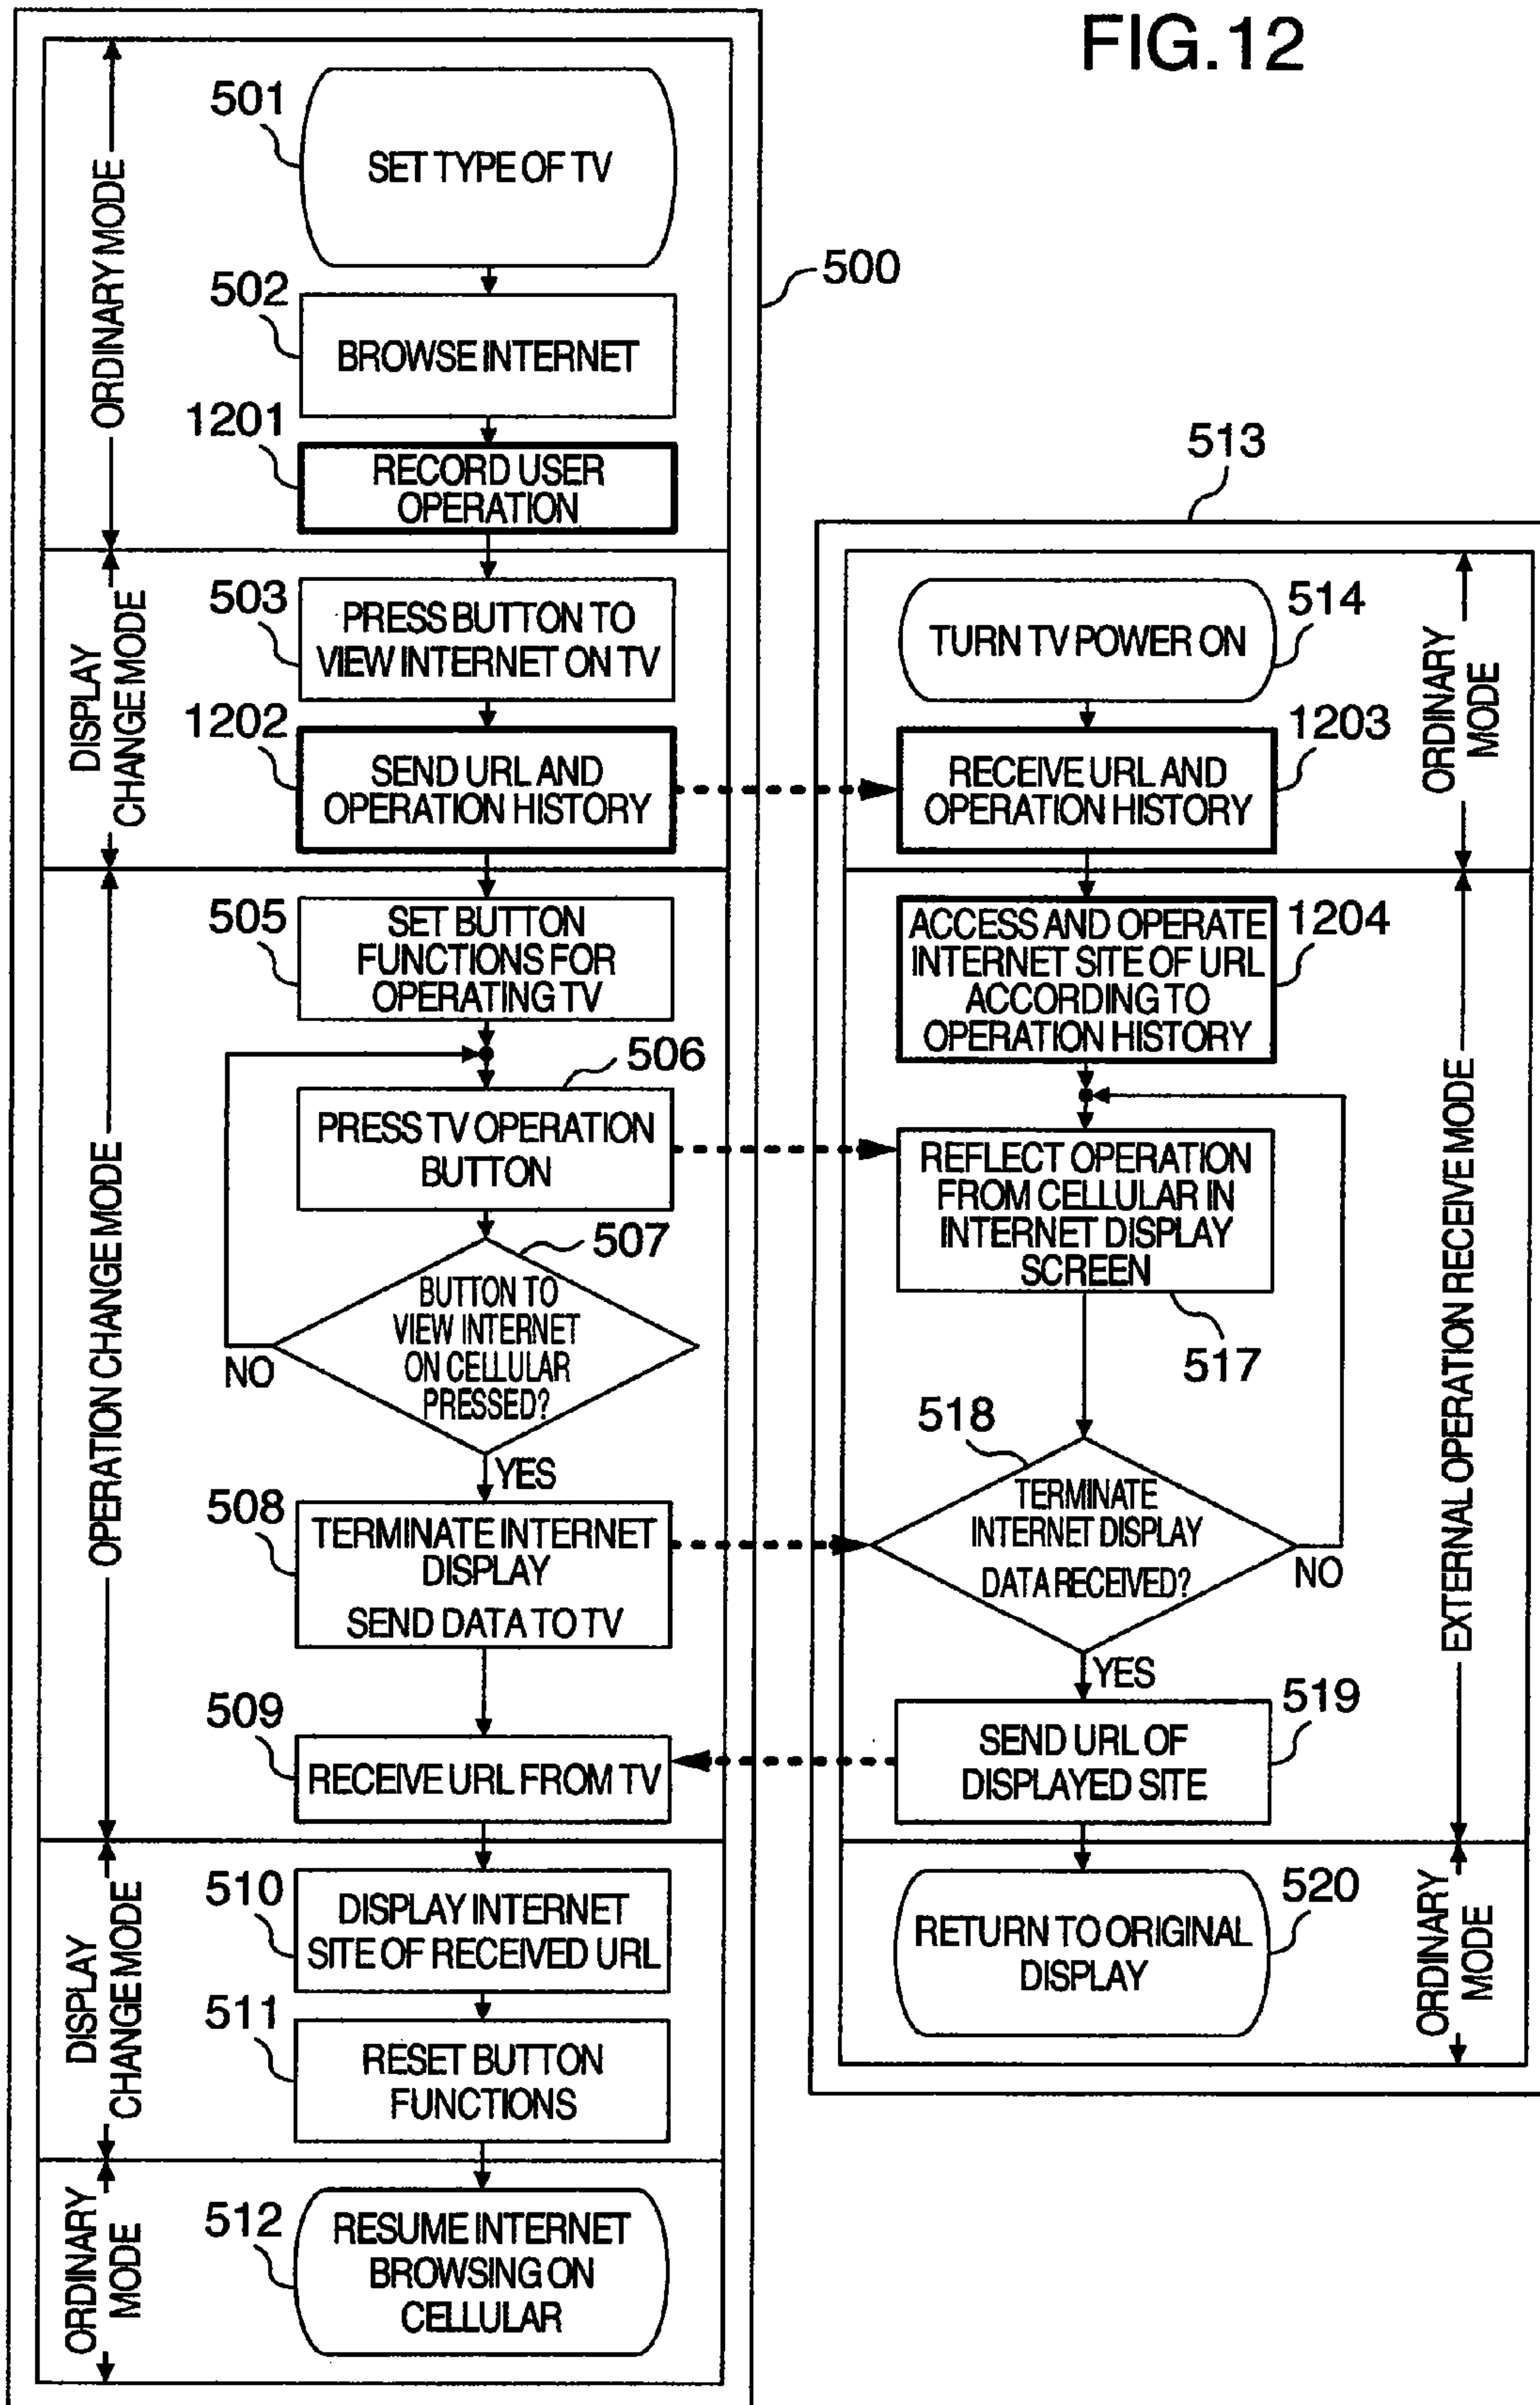 FIG.12
500
ORDINARY MODE
501
SET TYPE OF TV
502
BROWSE INTERNET
1201
RECORD USER
OPERATION
DISPLAY
CHANGE MODE
503
PRESS BUTTON TO
VIEW INTERNET ON TV
1202
SEND URL AND
OPERATION HISTORY
OPERATION CHANGE MODE
505
SET BUTTON
FUNCTIONS FOR
OPERATING TV
506
PRESS TV OPERATION
BUTTON
507
BUTTON TO
VIEW INTERNET
ON CELLULAR
PRESSED?
NO
YES
508
TERMINATE INTERNET
DISPLAY
SEND DATA TO TV
509
RECEIVE URL FROM TV
DISPLAY
CHANGE MODE
510
DISPLAY INTERNET
SITE OF RECEIVED URL
511
RESET BUTTON
FUNCTIONS
ORDINARY
MODE
512
RESUME INTERNET
BROWSING ON
CELLULAR
513
ORDINARY
MODE
514
TURN TV POWER ON
1203
RECEIVE URL AND
OPERATION HISTORY
EXTERNAL OPERATION RECEIVE MODE
1204
ACCESS AND OPERATE
INTERNET SITE OF URL
ACCORDING TO
OPERATION HISTORY
REFLECT OPERATION
FROM CELLULAR IN
INTERNET DISPLAY
SCREEN
517
518
TERMINATE
INTERNET DISPLAY
DATA RECEIVED?
NO
YES
519
SEND URL OF
DISPLAYED SITE
ORDINARY
MODE
520
RETURN TO ORIGINAL
DISPLAY